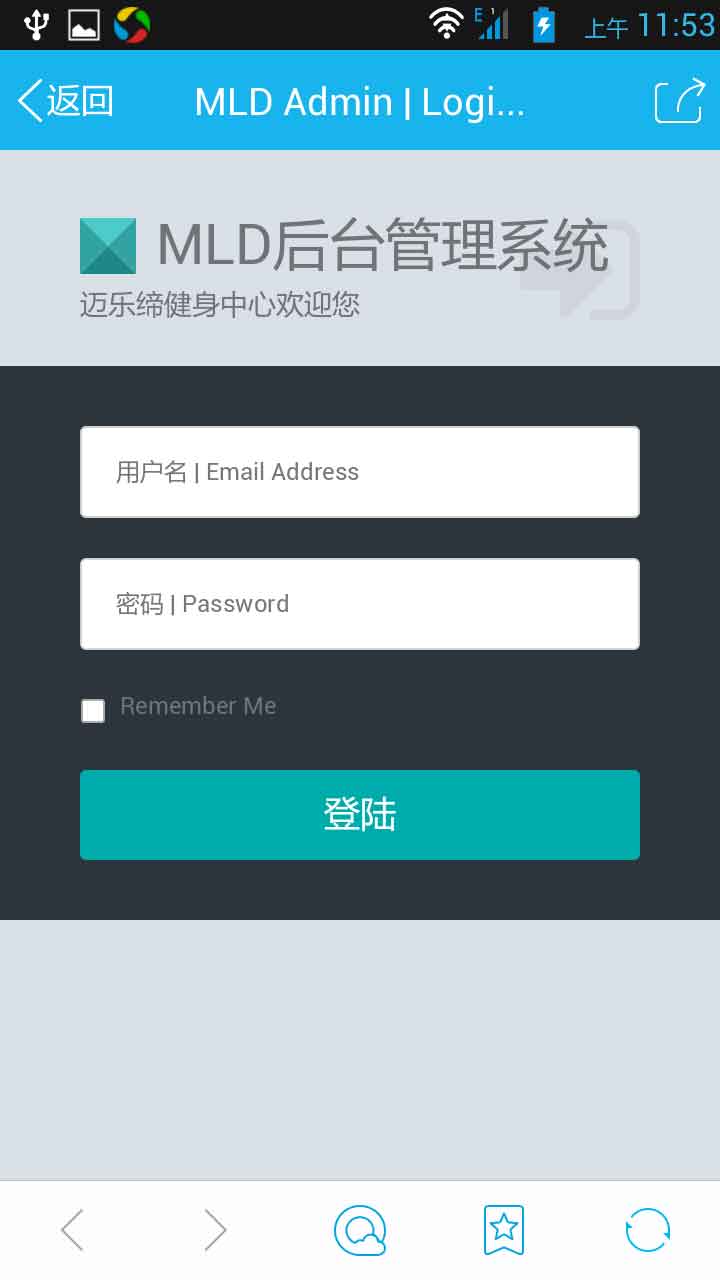 E 1 上午 11:53
返回 MLD Admin | Logi...
MLD后台管理系统
迈乐缔健身中心欢迎您
用户名 | Email Address
密码 | Password
Remember Me
登陆